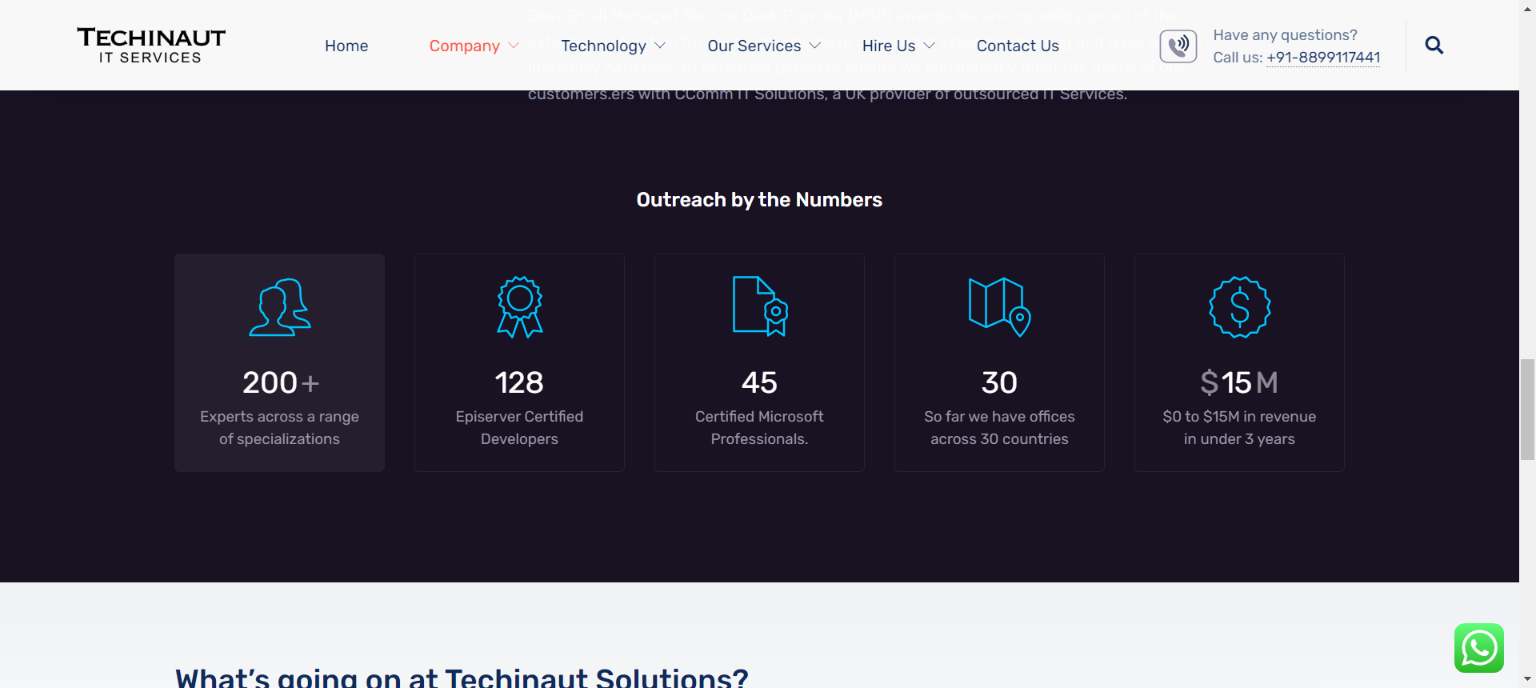 TECHINAUT
IT SERVICES
Home
Company
Technology
Our Services
Hire Us
Contact Us
Have any questions?
Call us: +91-8899117441
customers.ers with CComm IT Solutions, a UK provider of outsourced IT Services.
Outreach by the Numbers
200+
Experts across a range
of specializations
128
Episerver Certified
Developers
45
Certified Microsoft
Professionals.
30
So far we have offices
across 30 countries
$15M
$0 to $15M in revenue
in under 3 years
What's going on at Techinaut Solutions?